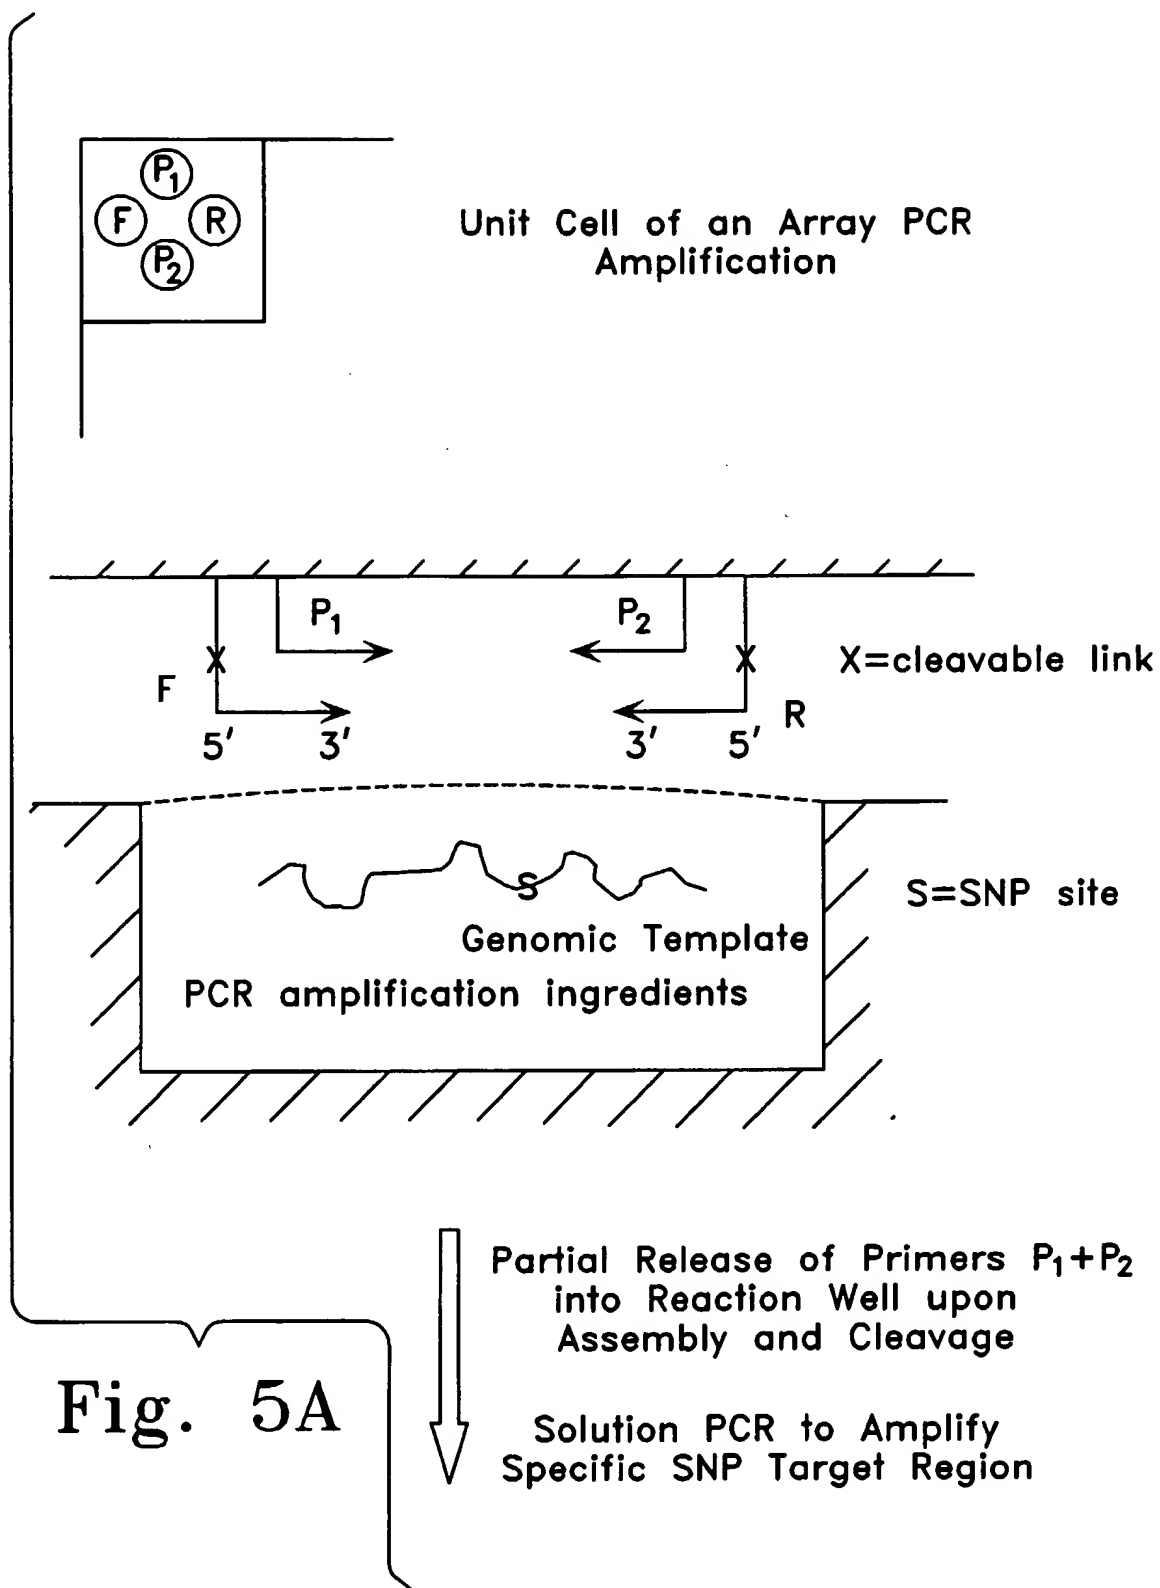 P1
F R
P2
Unit Cell of an Array PCR
Amplification
P1 P2
X X
X=cleavable link
F R
5' 3' 3' 5'
S
S=SNP site
Genomic Template
PCR amplification ingredients
Partial Release of Primers P1+P2
into Reaction Well upon
Assembly and Cleavage
Fig. 5A
Solution PCR to Amplify
Specific SNP Target Region